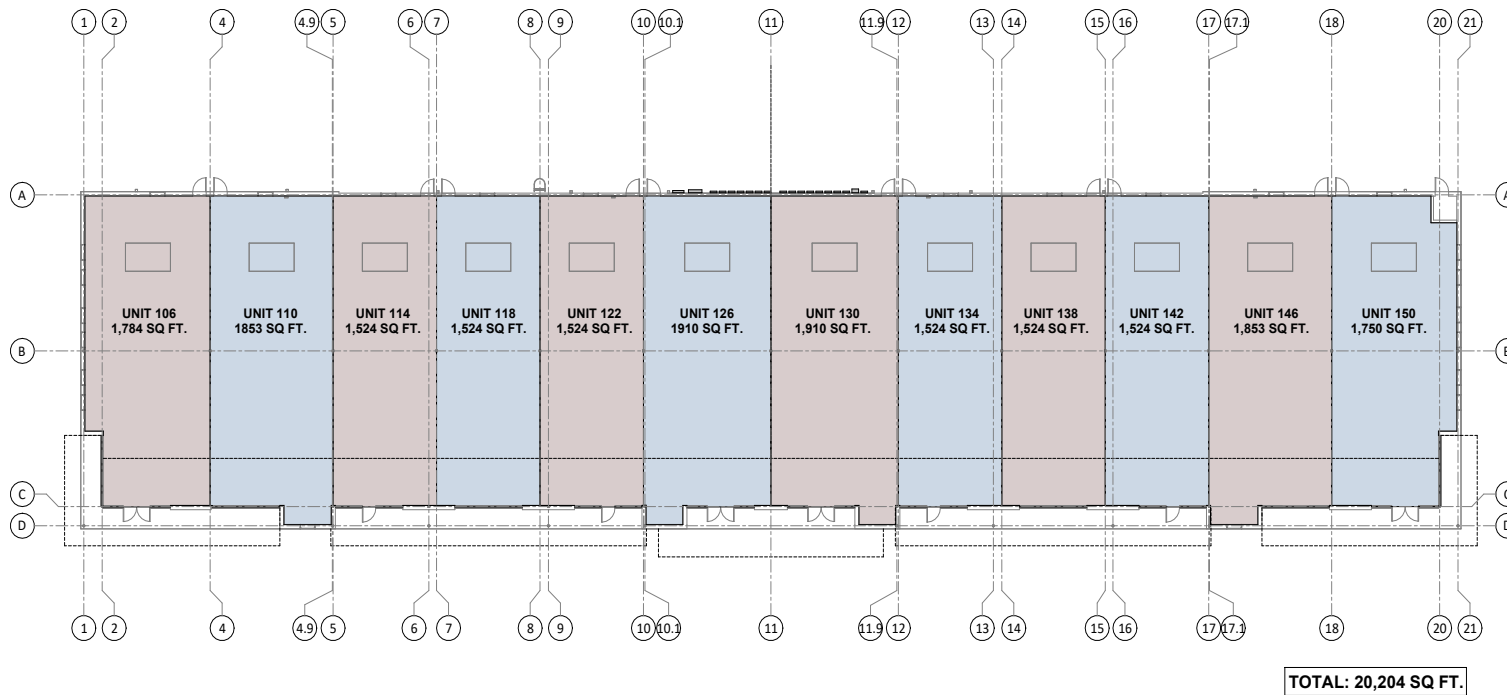 1 2 4 4.9 5 6 7 8 9 10 10.1 11 11.9 12 13 14 15 16 17 17.1 18 20 21
A A
UNIT 106 UNIT 110 UNIT 114 UNIT 118 UNIT 122 UNIT 126 UNIT 130 UNIT 134 UNIT 138 UNIT 142 UNIT 146 UNIT 150
1,784 SQ FT. 1853 SQ FT. 1,524 SQ FT. 1,524 SQ FT. 1,524 SQ FT. 1910 SQ FT. 1,910 SQ FT. 1,524 SQ FT. 1,524 SQ FT. 1,524 SQ FT. 1,853 SQ FT. 1,750 SQ FT.
B B
C C
D D
1 2 4 4.9 5 6 7 8 9 10 10.1 11 11.9 12 13 14 15 16 17 17.1 18 20 21
TOTAL: 20,204 SQ FT.